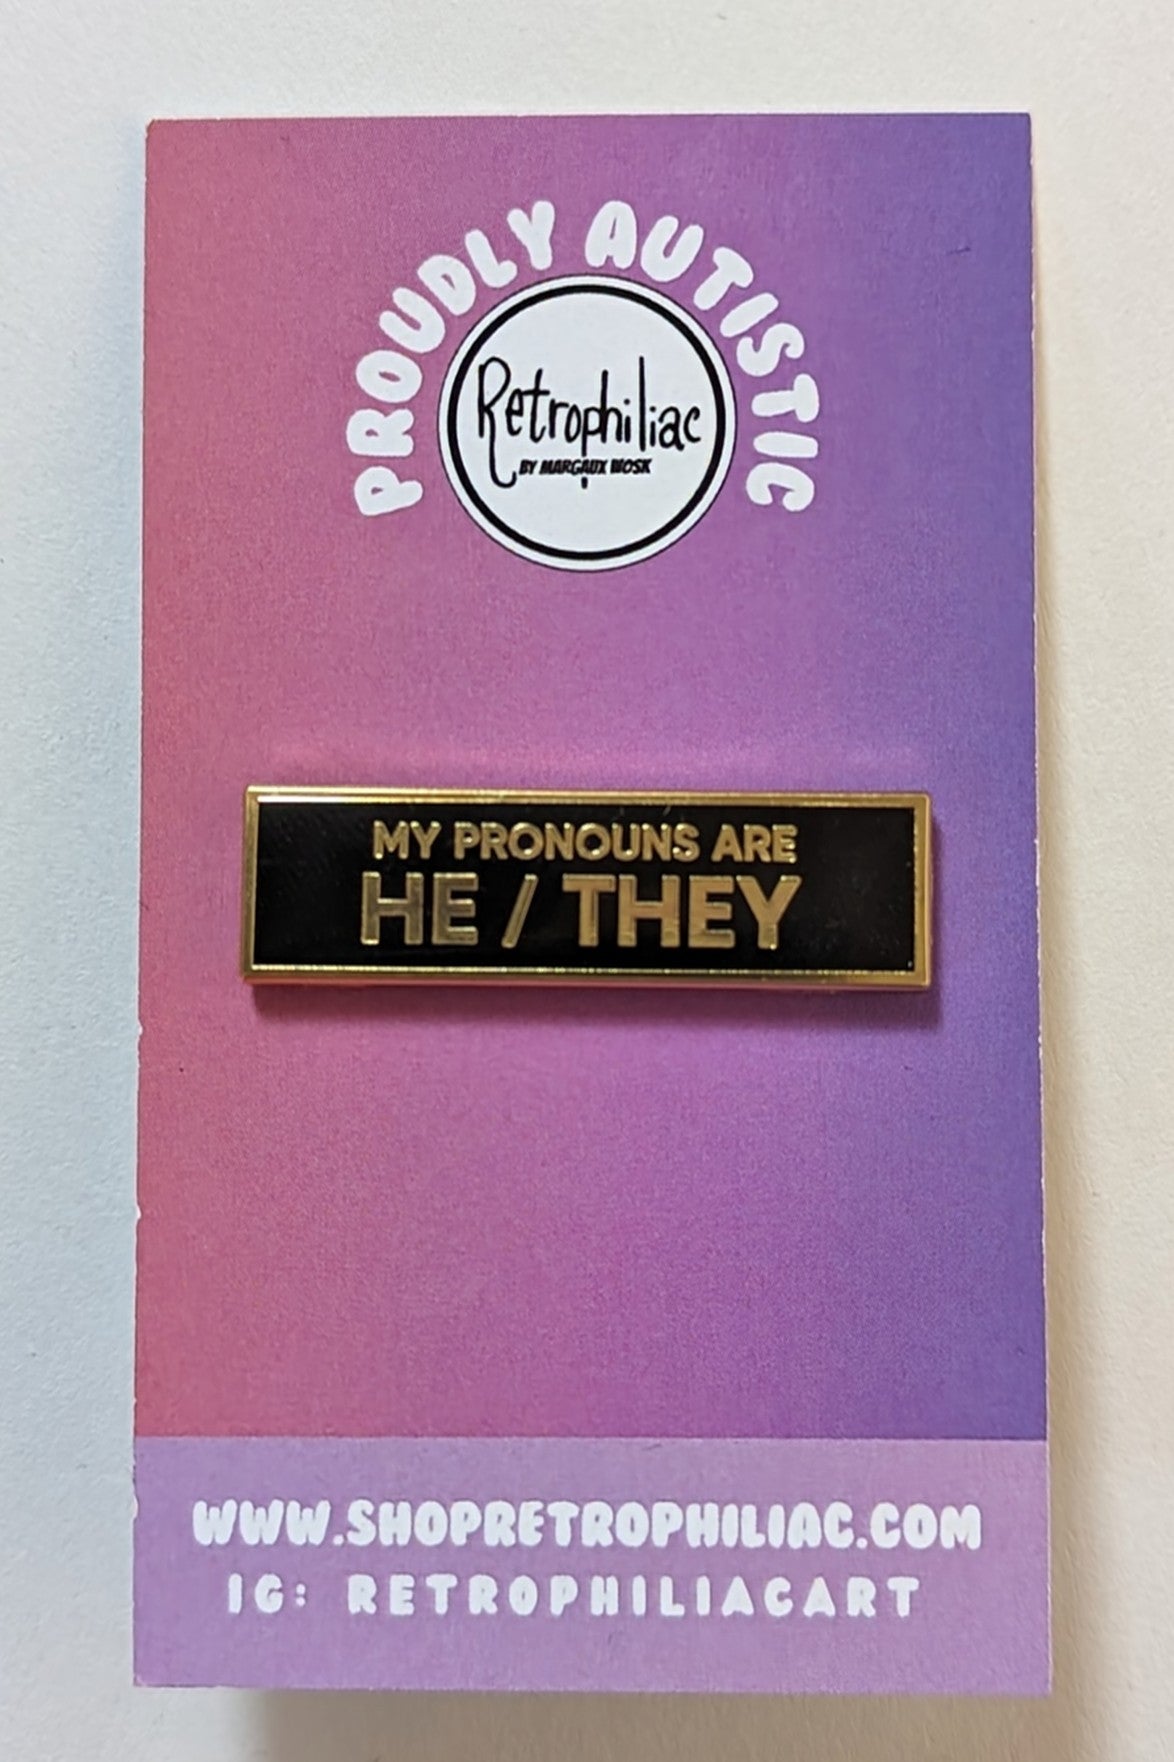 PROUDLY AUTISTIC
Retrophiliac
BY MARGAUX WOSK
MY PRONOUNS ARE
HE / THEY
WWW.SHOPRETROPHILIAC.COM
IG: RETROPHILIACART